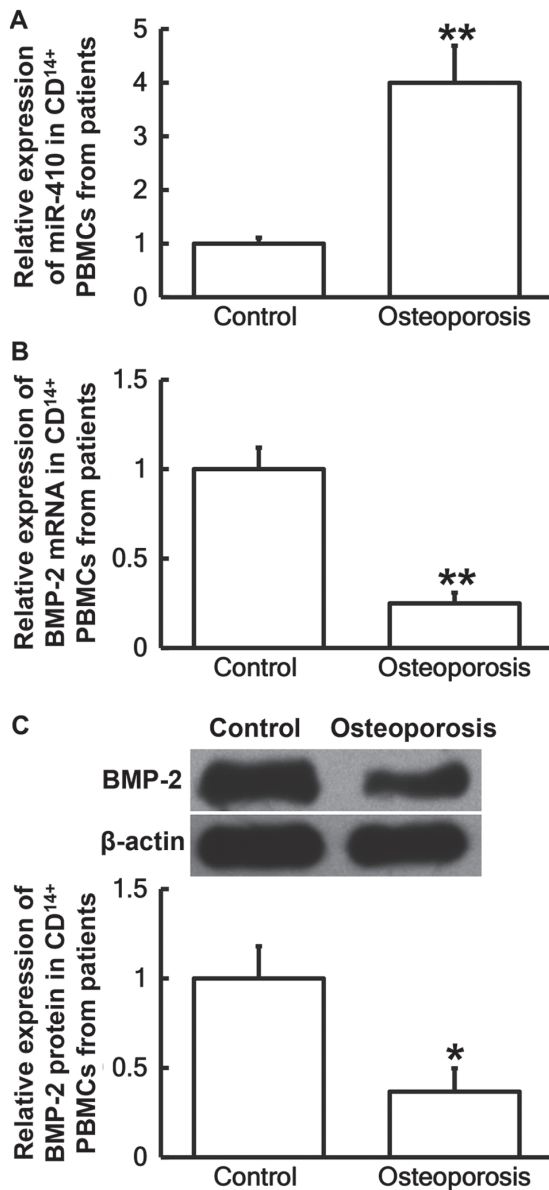 A
Relative expression
of miR-410 in CD14+
PBMCs from patients
5
4
3
2
1
0
**
Control
Osteoporosis
B
Relative expression of
BMP-2 mRNA in CD14+
PBMCs from patients
1.5
1
0.5
0
**
Control
Osteoporosis
C
Control
Osteoporosis
BMP-2
β-actin
Relative expression of
BMP-2 protein in CD14+
PBMCs from patients
1.5
1
0.5
0
*
Control
Osteoporosis